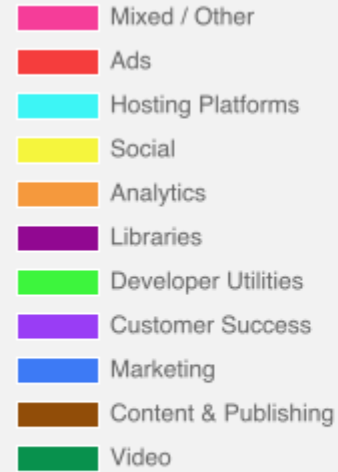 Mixed / Other
Ads
Hosting Platforms
Social
Analytics
Libraries
Developer Utilities
Customer Success
Marketing
Content & Publishing
Video